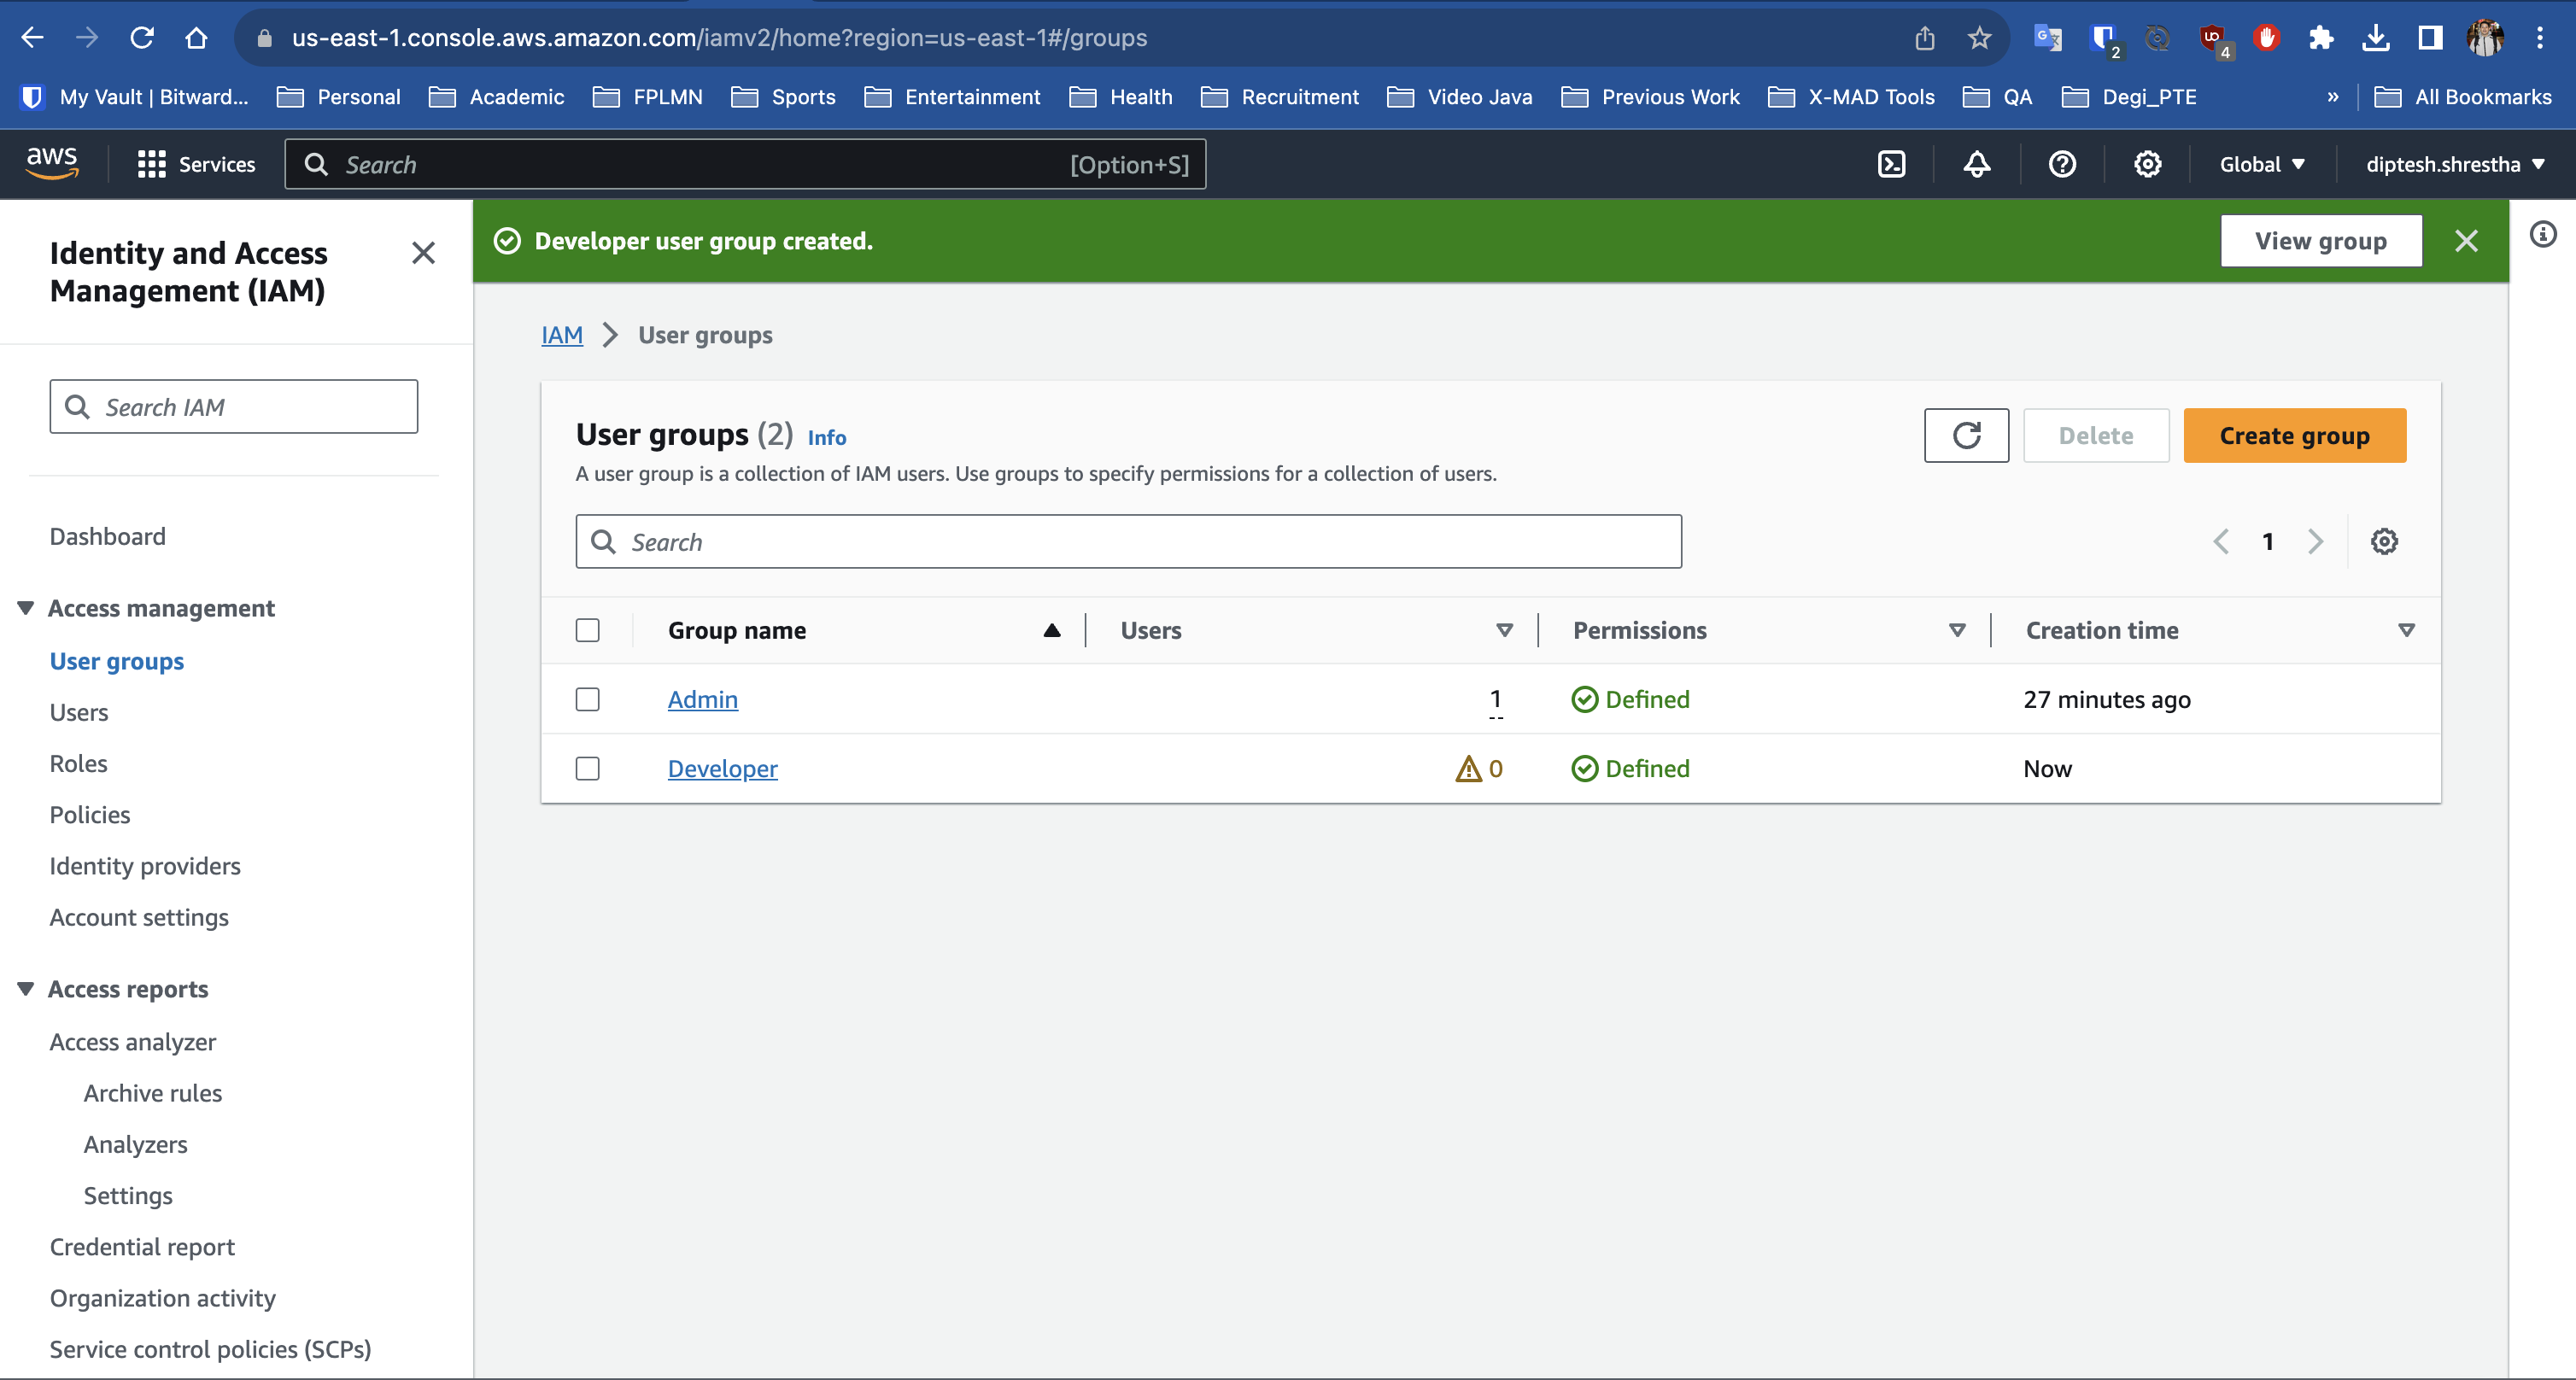 us-east-1.console.aws.amazon.com/iamv2/home?region=us-east-1#/groups
2
UO
4
My Vault | Bitward...
Personal
Academic
FPLMN
Sports
Entertainment
Health
Recruitment
Video Java
Previous Work
X-MAD Tools
QA
Degi_PTE
»
All Bookmarks
aws
Services
Search
[Option+S]
Global
diptesh.shrestha
Identity and Access
Management (IAM)
Search IAM
Dashboard
Access management
User groups
Users
Roles
Policies
Identity providers
Account settings
Access reports
Access analyzer
Archive rules
Analyzers
Settings
Credential report
Organization activity
Service control policies (SCPs)
Developer user group created.
View group
IAM
User groups
User groups (2) Info
A user group is a collection of IAM users. Use groups to specify permissions for a collection of users.
Delete
Create group
Search
1
Group name Users Permissions Creation time
Admin 1 Defined 27 minutes ago
Developer 0 Defined Now